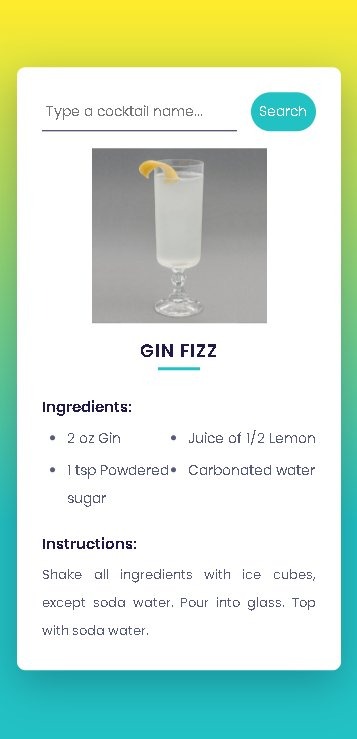 Type a cocktail name...
Search
GIN FIZZ
Ingredients:
2 oz Gin
Juice of 1/2 Lemon
1 tsp Powdered
sugar
Carbonated water
Instructions:
Shake all ingredients with ice cubes,
except soda water. Pour into glass. Top
with soda water.